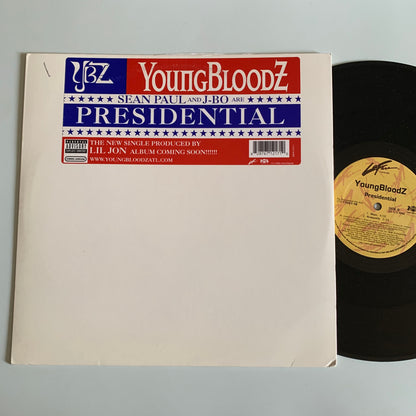 YBZ
YOUNGBLOODZ
SEAN PAUL AND J-BO ARE
PRESIDENTIAL
PARENTAL
ADVISORY
EXPLICIT CONTENT
THE NEW SINGLE PRODUCED BY
LIL JON ALBUM COMING SOON!!!!!!
WWW.YOUNGBLOODZATL.COM
YoungBloodZ
Presidential